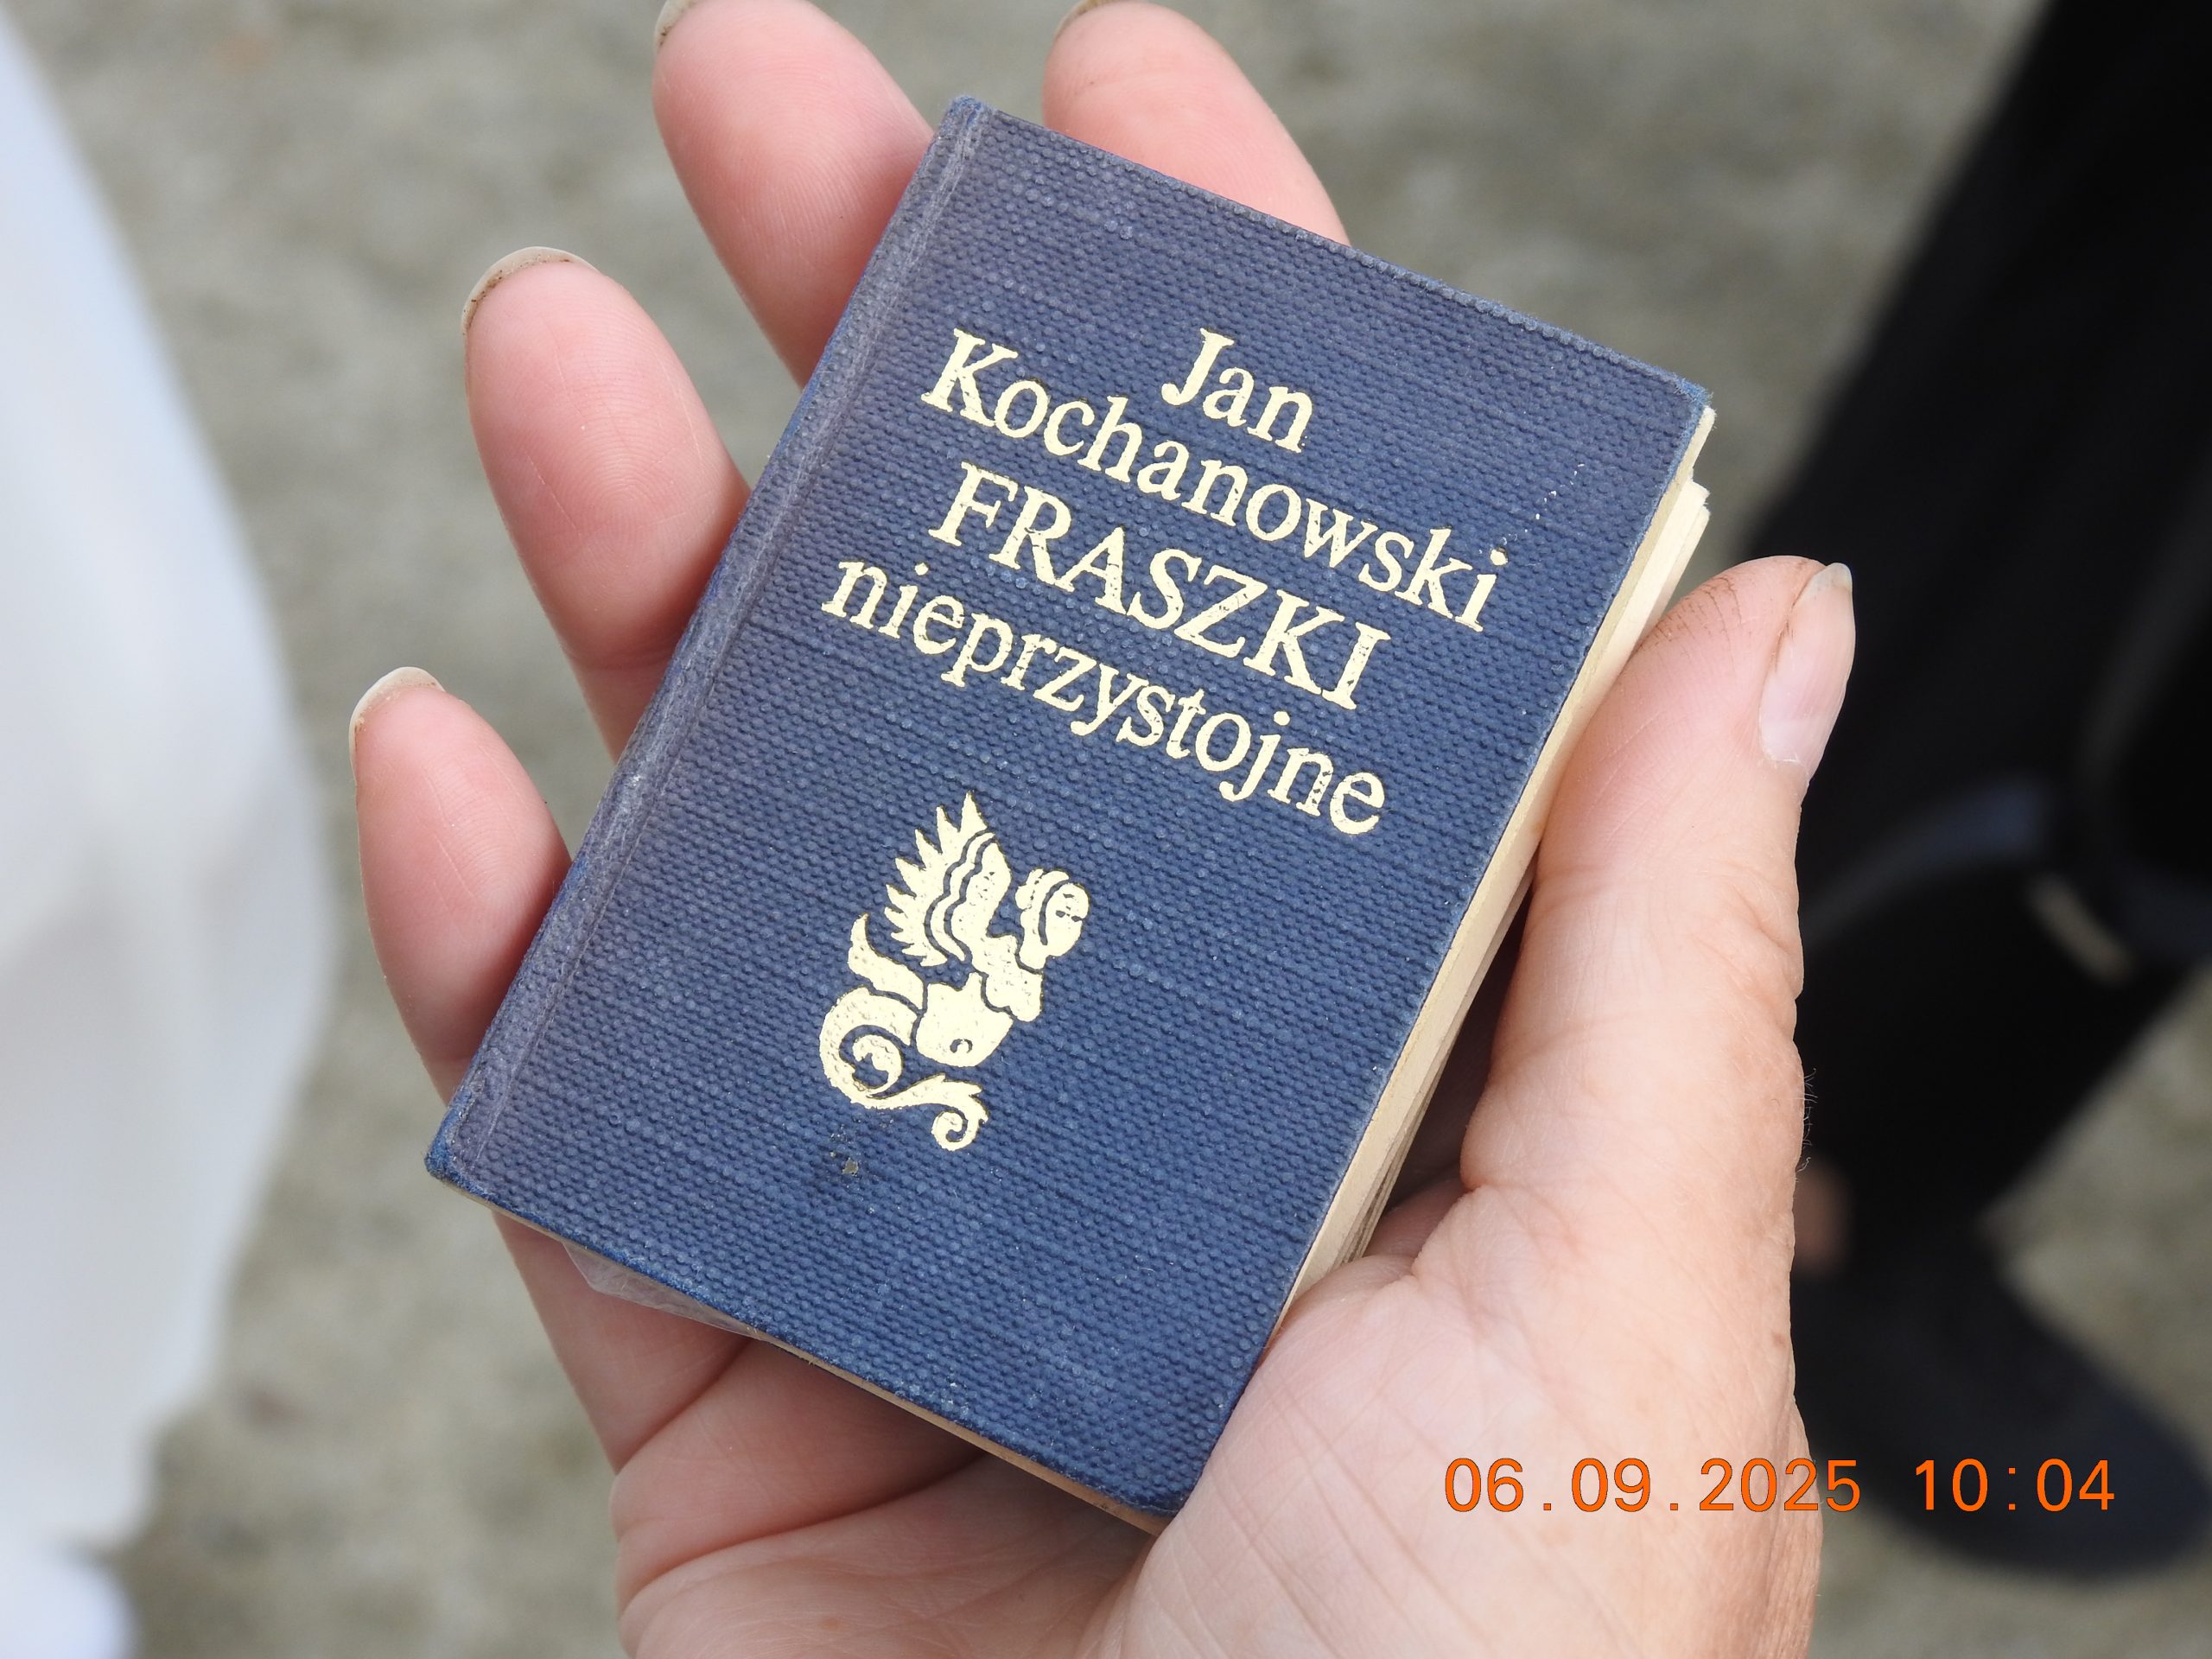 Jan
Kochanowski
FRASZKI
nieprzystojne
06.09.2025 10:04